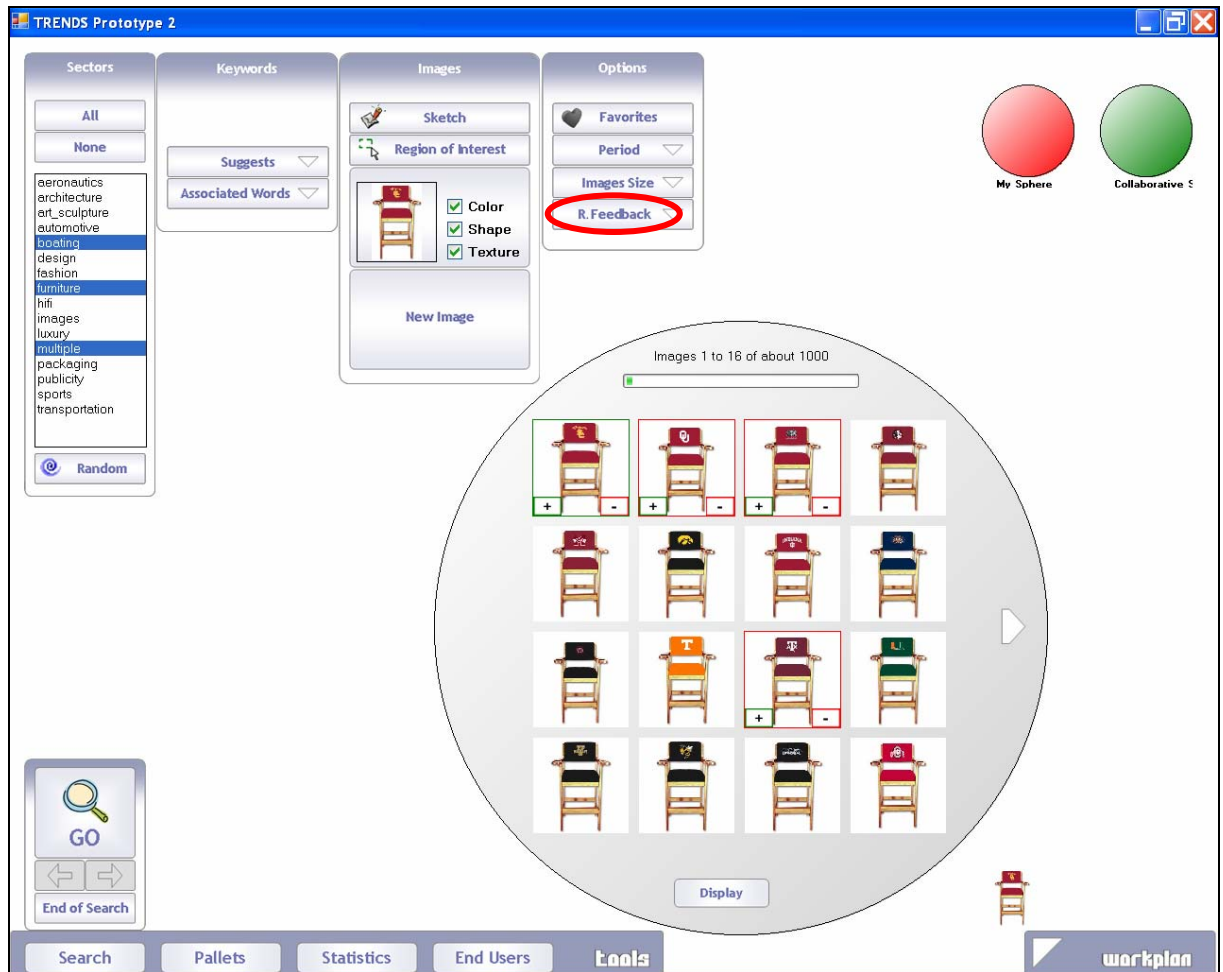 TRENDS Prototype 2
Sectors
All
None
aeronautics
architecture
art_sculpture
automotive
boating
design
fashion
furniture
hifi
images
luxury
multiple
packaging
publicity
sports
transportation
Random
Keywords
Suggests
Associated Words
Images
Sketch
Region of Interest
Color
Shape
Texture
New Image
Options
Favorites
Period
Images Size
R. Feedback
My Sphere
Collaborative S
Images 1 to 16 of about 1000
+ - + - + -
INDIANA
T
+ -
Display
GO
End of Search
Search Pallets Statistics End Users tools workplan